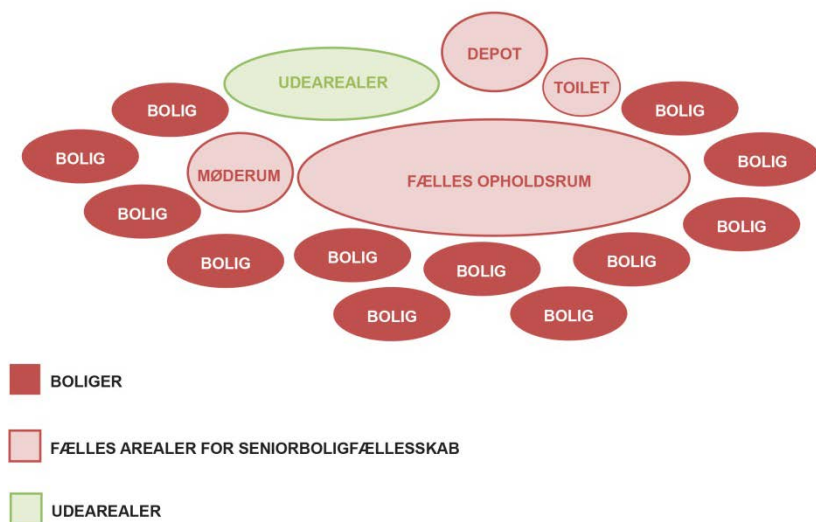 DEPOT
UDEAREALER
TOILET
BOLIG
BOLIG
BOLIG
BOLIG
MØDERUM
FÆLLES OPHOLDSRUM
BOLIG
BOLIG
BOLIG
BOLIG
BOLIG
BOLIG
BOLIG
BOLIG
BOLIG
BOLIGER
FÆLLES AREALER FOR SENIORBOLIGFÆLLESSKAB
UDEAREALER